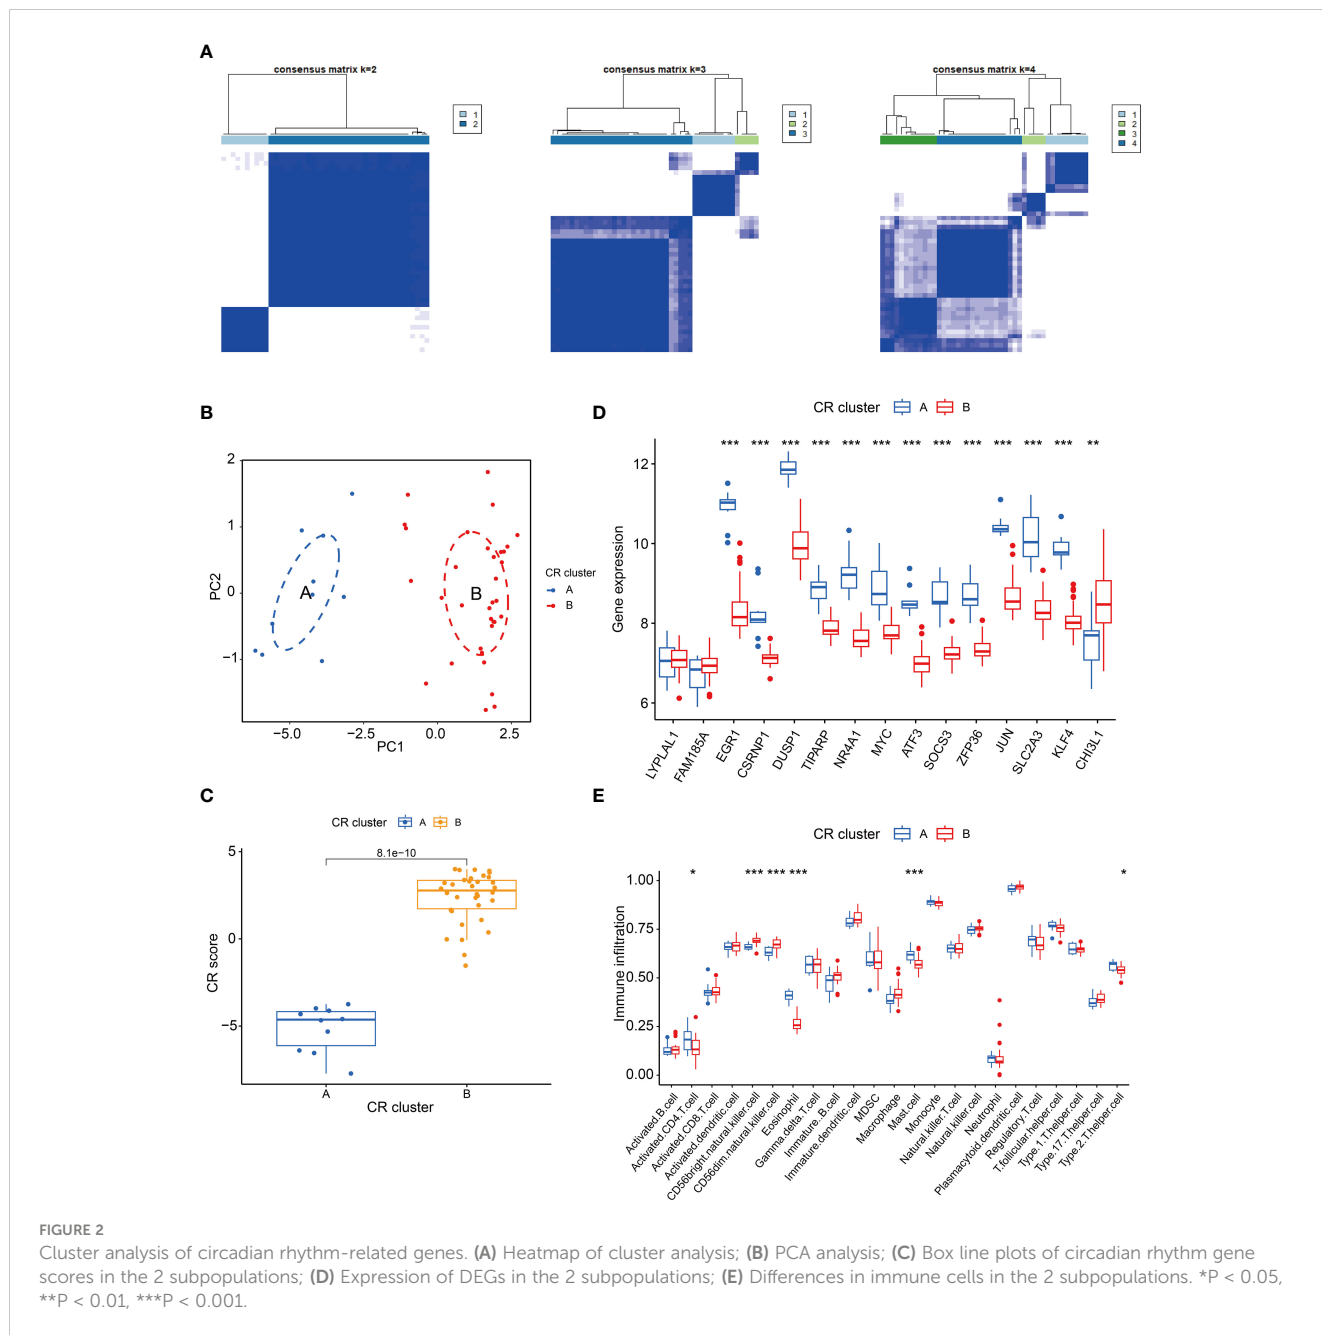 A
consensus matrix k=2
1
2
consensus matrix k=3
1
2
3
consensus matrix k=4
1
2
3
4
B
2
1
0
−1
PC2
A
B
−5.0
−2.5
0.0
2.5
PC1
CR cluster
A
B
C
CR cluster A B
8.1e−10
5
0
−5
CR score
A
B
CR cluster
D
CR cluster A B
*** *** *** *** *** *** *** *** *** *** *** *** **
12
10
8
6
Gene expression
LYPLAL1
FAM185A
EGR1
CSRNP1
DUSP1
TIPARP
NR4A1
MYC
ATF3
SOCS3
ZFP36
JUN
SLC2A3
KLF4
CHI3L1
E
CR cluster A B
* *** *** *** *** *
1.00
0.75
0.50
0.25
0.00
Immune infiltration
Activated.B.cell
Activated.CD4.T.cell
Activated.CD8.T.cell
Activated.dendritic.cell
CD56bright.natural.killer.cell
CD56dim.natural.killer.cell
Eosinophil
Gamma.delta.T.cell
Immature..B.cell
Immature.dendritic.cell
MDSC
Macrophage
Mast.cell
Monocyte
Natural.killer.T.cell
Natural.killer.cell
Neutrophil
Plasmacytoid.dendritic.cell
Regulatory.T.cell
T.follicular.helper.cell
Type.1.T.helper.cell
Type.17.T.helper.cell
Type.2.T.helper.cell
FIGURE 2
Cluster analysis of circadian rhythm-related genes. (A) Heatmap of cluster analysis; (B) PCA analysis; (C) Box line plots of circadian rhythm gene
scores in the 2 subpopulations; (D) Expression of DEGs in the 2 subpopulations; (E) Differences in immune cells in the 2 subpopulations. *P < 0.05,
**P < 0.01, ***P < 0.001.